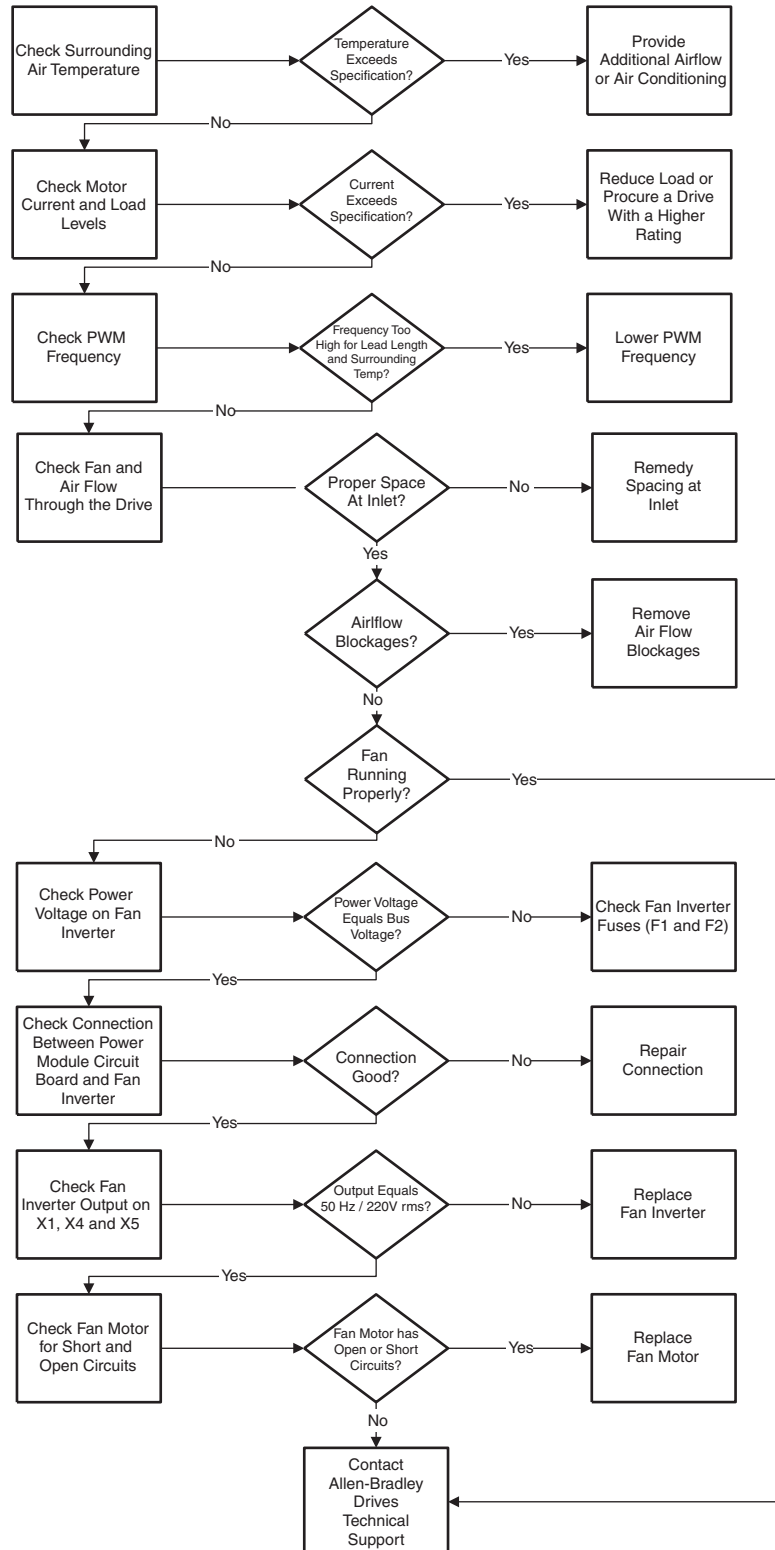 Check Surrounding
Air Temperature
Temperature
Exceeds
Specification?
Yes
Provide
Additional Airflow
or Air Conditioning
No
Check Motor
Current and Load
Levels
Current
Exceeds
Specification?
Yes
Reduce Load or
Procure a Drive
With a Higher
Rating
No
Check PWM
Frequency
Frequency Too
High for Lead Length
and Surrounding
Temp?
Yes
Lower PWM
Frequency
No
Check Fan and
Air Flow
Through the Drive
Proper Space
At Inlet?
No
Remedy
Spacing at
Inlet
Yes
Airlflow
Blockages?
Yes
Remove
Air Flow
Blockages
No
Fan
Running
Properly?
Yes
No
Check Power
Voltage on Fan
Inverter
Power Voltage
Equals Bus
Voltage?
No
Check Fan Inverter
Fuses (F1 and F2)
Yes
Check Connection
Between Power
Module Circuit
Board and Fan
Inverter
Connection
Good?
No
Repair
Connection
Yes
Check Fan
Inverter Output on
X1, X4 and X5
Output Equals
50 Hz / 220V rms?
No
Replace
Fan Inverter
Yes
Check Fan Motor
for Short and
Open Circuits
Fan Motor has
Open or Short
Circuits?
Yes
Replace
Fan Motor
No
Contact
Allen-Bradley
Drives
Technical
Support